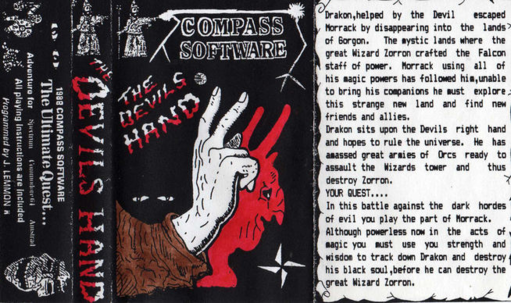 THE
DEVILS HAND
1988 COMPASS SOFTWARE
The Ultimate Quest...
Adventure for Spectrum Commodore 64 Amstrad
All playing instructions are included
Programmed by J. LEMMON
COMPASS
SOFTWARE
THE
DEVILS
HAND
Drakon,helped by the Devil escaped
Morrack by disappearing into the lands
of Gorgon. The mystic lands where the
great Wizard Zorron crafted the Falcon
staff of power. Morrack using all of
his magic powers has followed him,unable
to bring his companions he must explore
this strange new land and find new
friends and allies.
Drakon sits upon the Devils right hand
and hopes to rule the universe. He has
amassed great armies of Orcs ready to
assault the Wizards tower and thus
destroy Zorron.
YOUR QUEST....
In this battle against the dark hordes
of evil you play the part of Morrack.
Although powerless now in the acts of
magic you must use you strength and
wisdom to track down Drakon and destroy
his black soul,before he can destroy the
great Wizard Zorron.